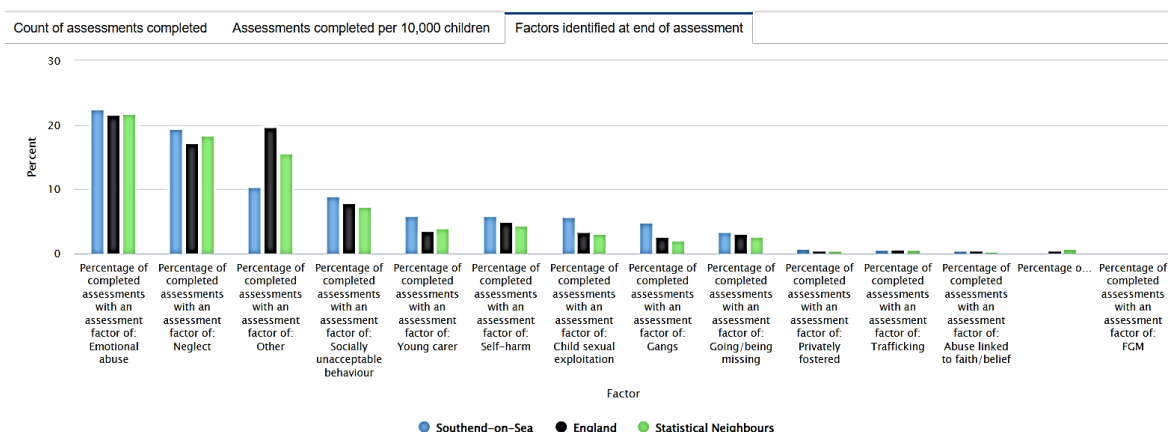 Count of assessments completed
Assessments completed per 10,000 children
Factors identified at end of assessment
30
20
10
0
Percent
Percentage of
completed
assessments
with an
assessment
factor of:
Emotional
abuse
Percentage of
completed
assessments
with an
assessment
factor of:
Neglect
Percentage of
completed
assessments
with an
assessment
factor of:
Other
Percentage of
completed
assessments
with an
assessment
factor of:
Socially
unacceptable
behaviour
Percentage of
completed
assessments
with an
assessment
factor of:
Young carer
Percentage of
completed
assessments
with an
assessment
factor of:
Self-harm
Percentage of
completed
assessments
with an
assessment
factor of:
Child sexual
exploitation
Percentage of
completed
assessments
with an
assessment
factor of:
Gangs
Percentage of
completed
assessments
with an
assessment
factor of:
Going/being
missing
Percentage of
completed
assessments
with an
assessment
factor of:
Privately
fostered
Percentage of
completed
assessments
with an
assessment
factor of:
Trafficking
Percentage of
completed
assessments
with an
assessment
factor of:
Abuse linked
to faith/belief
Percentage o...
Percentage of
completed
assessments
with an
assessment
factor of:
FGM
Factor
Southend-on-Sea
England
Statistical Neighbours